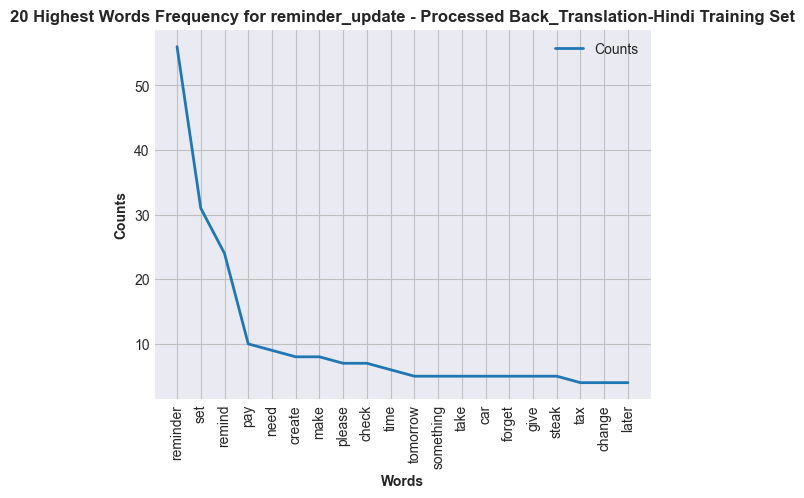 20 Highest Words Frequency for reminder_update - Processed Back_Translation-Hindi Training Set
Counts
Counts
50
40
30
20
10
reminder
set
remind
pay
need
create
make
please
check
time
tomorrow
something
take
car
forget
give
steak
tax
change
later
Words